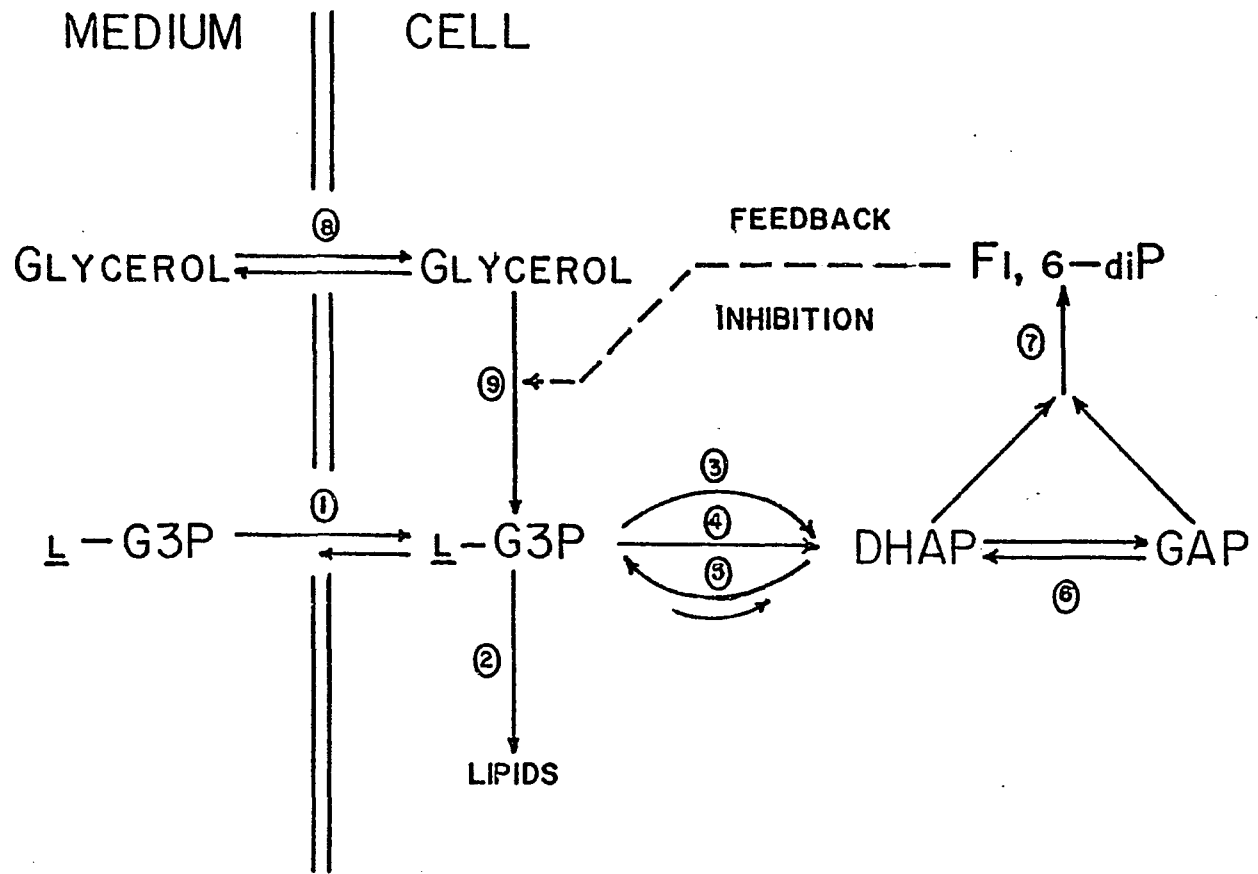 MEDIUM CELL
⑧
FEEDBACK
GLYCEROL GLYCEROL F1, 6-diP
INHIBITION
⑦
⑨
③
① ④
L-G3P L-G3P DHAP GAP
⑤
⑥
②
LIPIDS